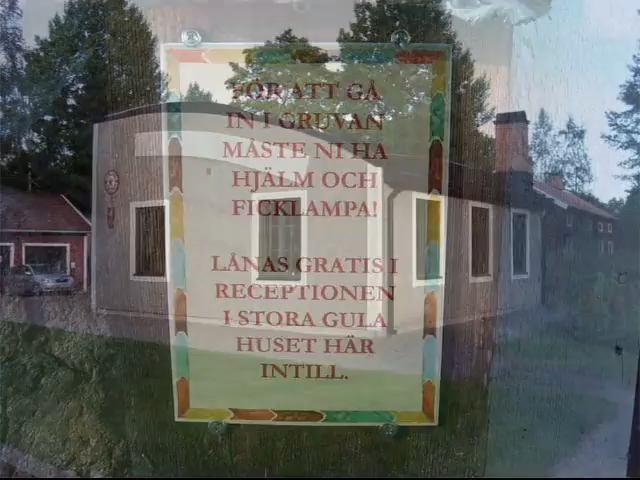 FÖR ATT GÅ
IN I GRUVAN
MÅSTE NI HA
HJÄLM OCH
FICKLAMPA!
LÅNAS GRATIS I
RECEPTIONEN
I STORA GULA
HUSET HÄR
INTILL.